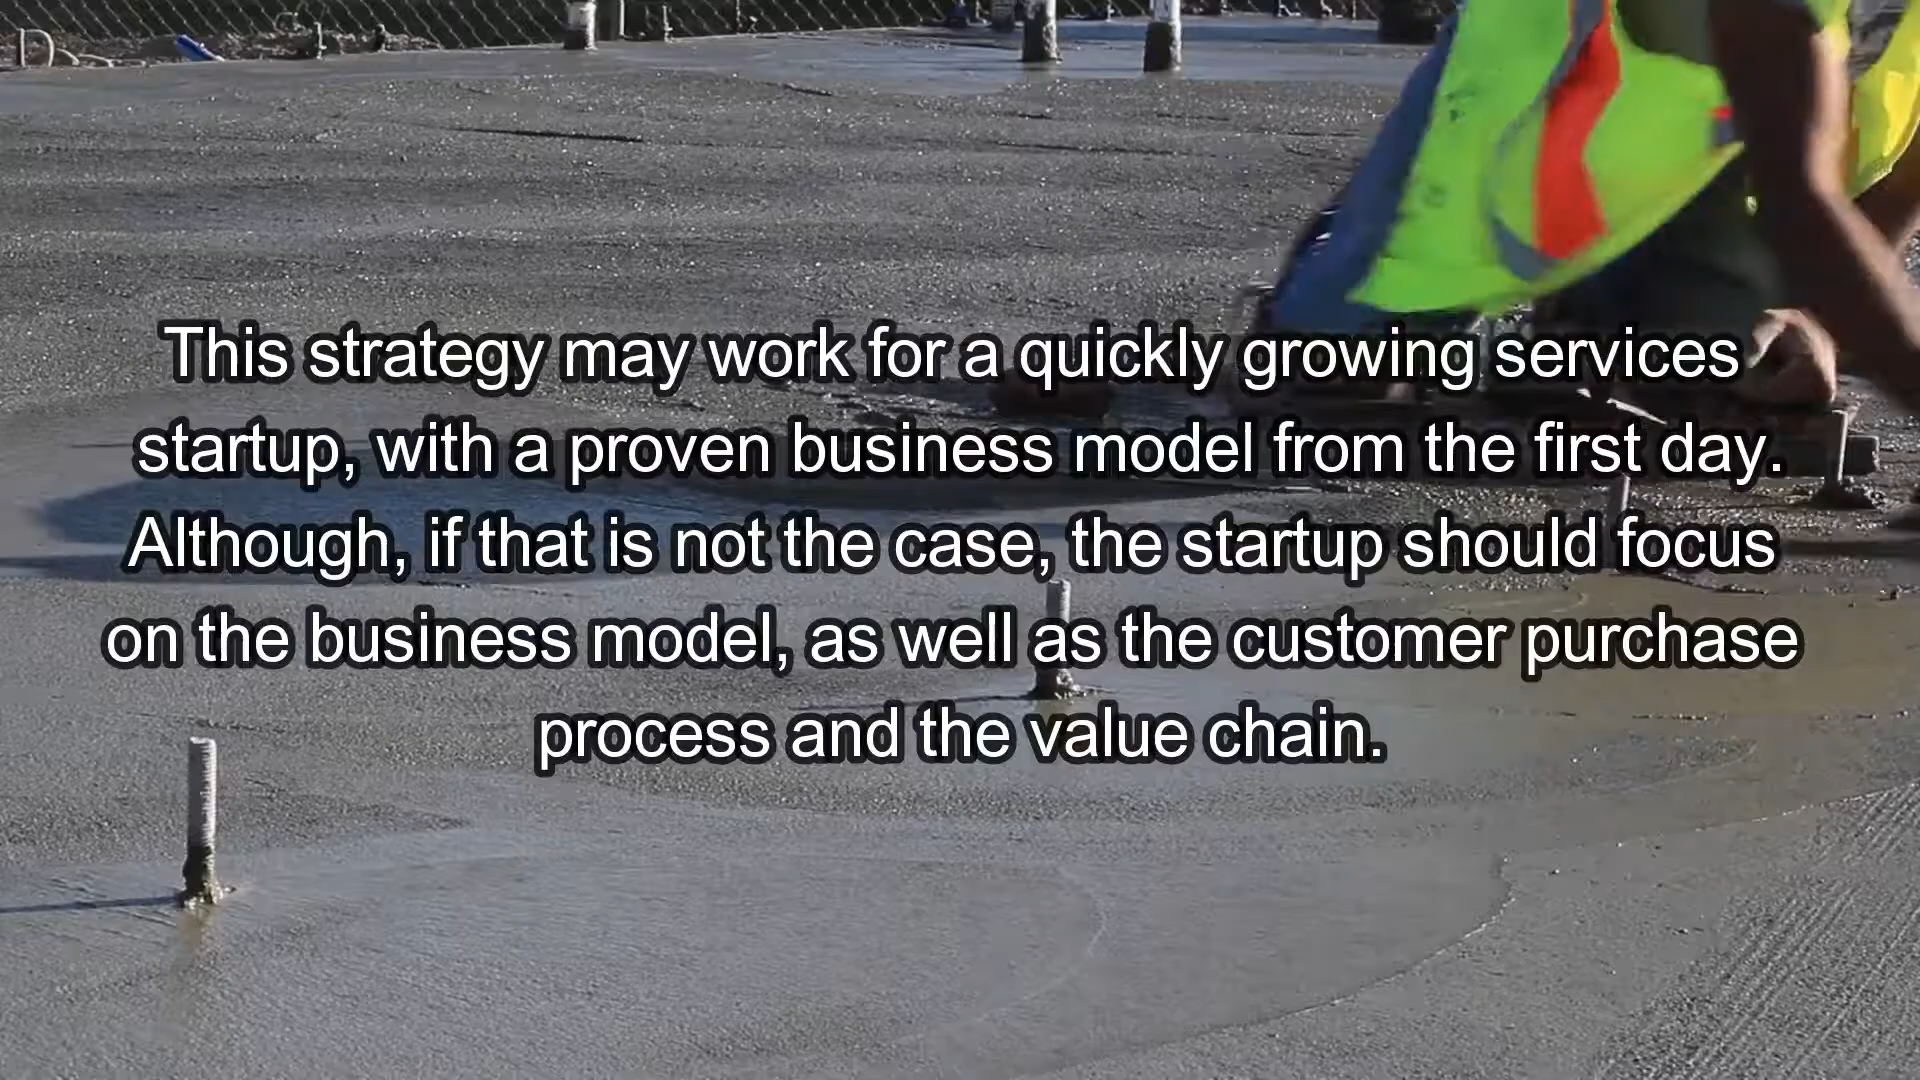 This strategy may work for a quickly growing services
startup, with a proven business model from the first day.
Although, if that is not the case, the startup should focus
on the business model, as well as the customer purchase
process and the value chain.